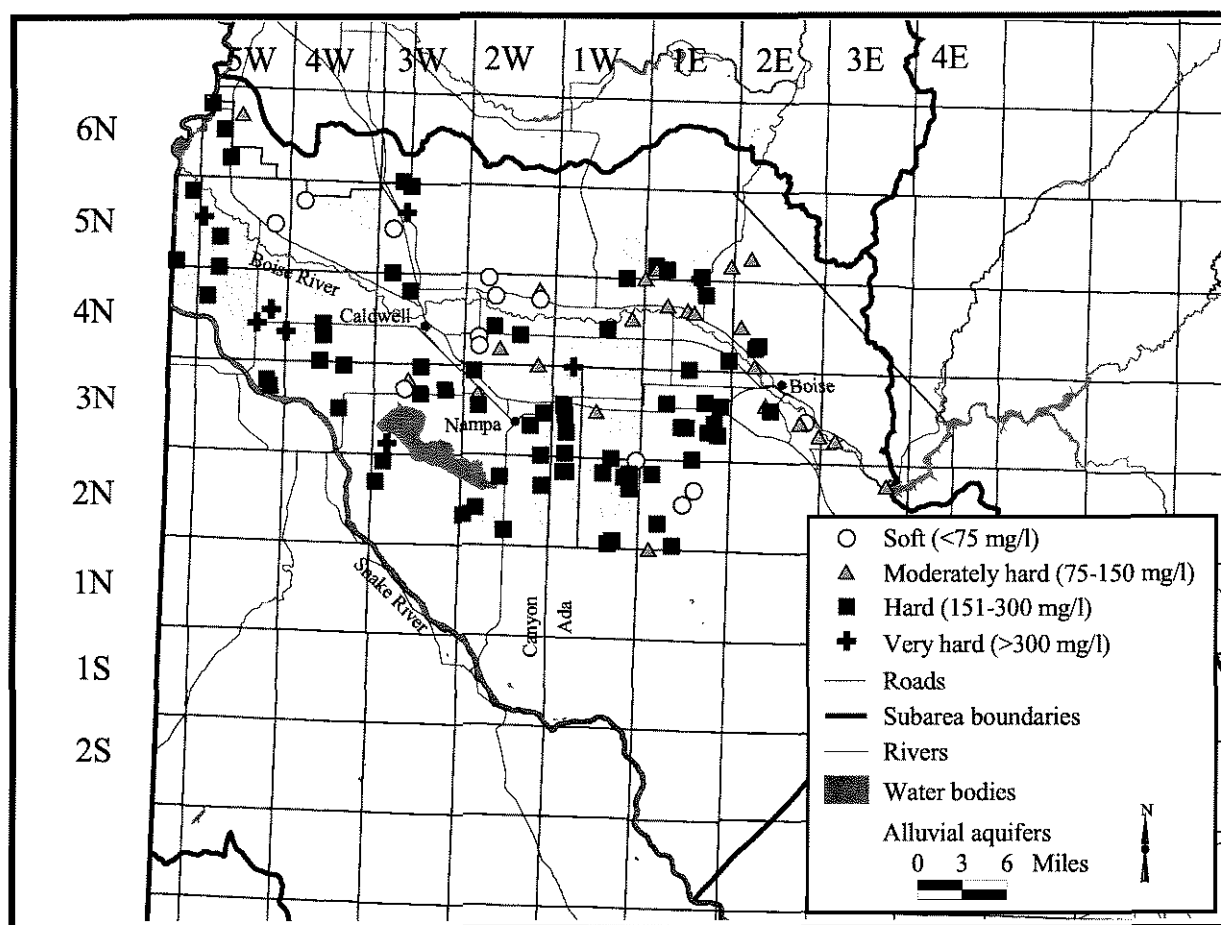 5W 4W 3W 2W 1W 1E 2E 3E 4E
6N
5N
4N
3N
2N
1N
1S
2S
Boise River
Caldwell
Boise
Nampa
Snake River
Canyon
Ada
Soft (<75 mg/l)
Moderately hard (75-150 mg/l)
Hard (151-300 mg/l)
Very hard (>300 mg/l)
Roads
Subarea boundaries
Rivers
Water bodies
Alluvial aquifers
N
0 3 6 Miles